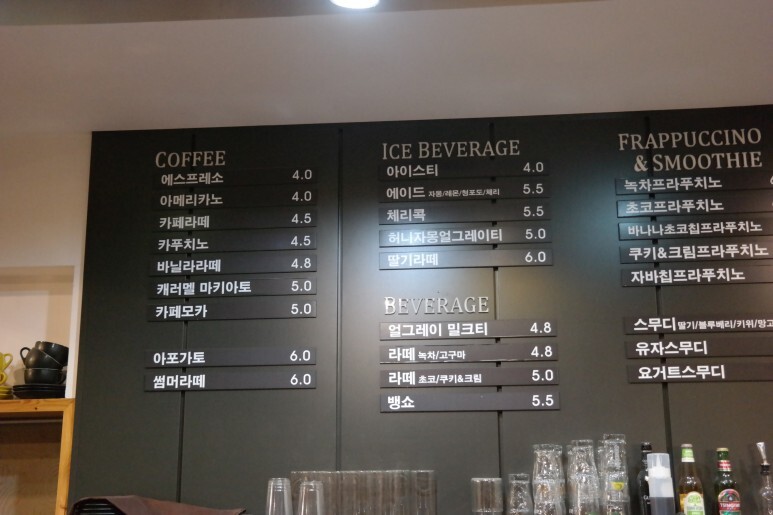 COFFEE
에스프레소 4.0
아메리카노 4.0
카페라떼 4.5
카푸치노 4.5
바닐라라떼 4.8
캐러멜 마키아토 5.0
카페모카 5.0
아포가토 6.0
썸머라떼 6.0
ICE BEVERAGE
아이스티 4.0
에이드 자몽/레몬/청포도/체리 5.5
체리콕 5.5
허니자몽얼그레이티 5.0
딸기라떼 6.0
BEVERAGE
얼그레이 밀크티 4.8
라떼 녹차/고구마 4.8
라떼 초코/쿠키&크림 5.0
뱅쇼 5.5
FRAPPUCCINO
& SMOOTHIE
녹차프라푸치노
초코프라푸치노
바나나초코칩프라푸치노
쿠키&크림프라푸치노
자바칩프라푸치노
스무디 딸기/블루베리/키위/망고
유자스무디
요거트스무디